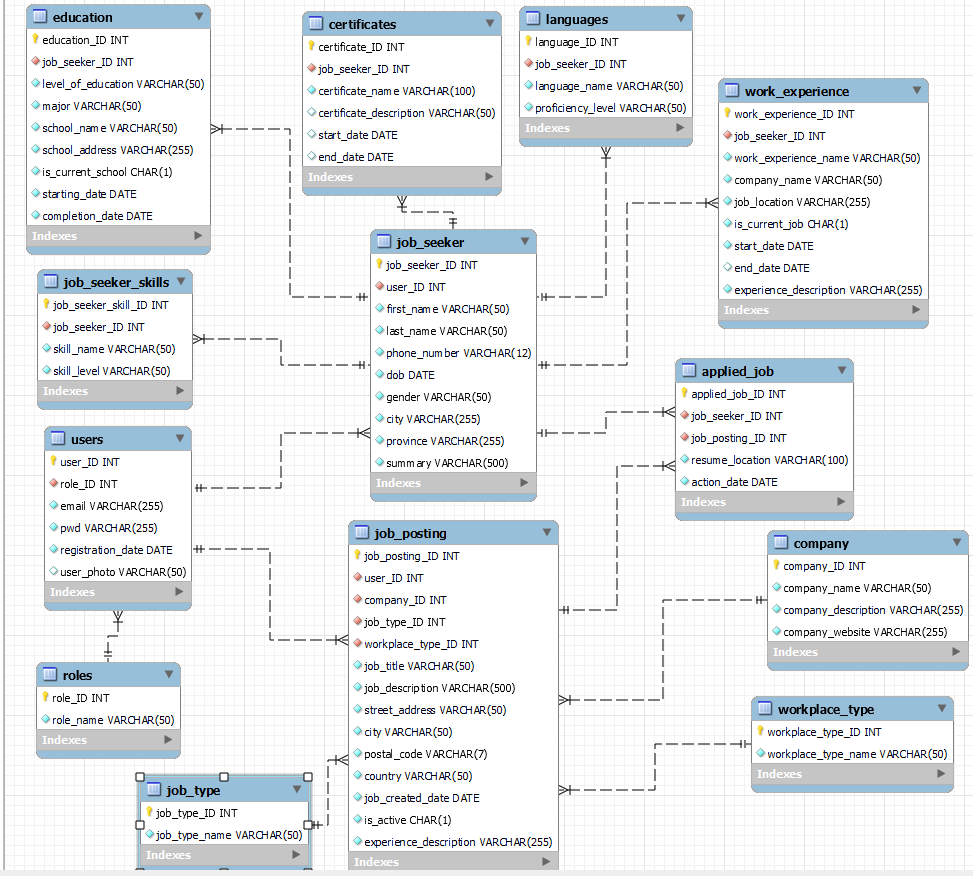 education
education_ID INT
job_seeker_ID INT
level_of_education VARCHAR(50)
major VARCHAR(50)
school_name VARCHAR(50)
school_address VARCHAR(255)
is_current_school CHAR(1)
starting_date DATE
completion_date DATE
Indexes
certificates
certificate_ID INT
job_seeker_ID INT
certificate_name VARCHAR(100)
certificate_description VARCHAR(50)
start_date DATE
end_date DATE
Indexes
languages
language_ID INT
job_seeker_ID INT
language_name VARCHAR(50)
proficiency_level VARCHAR(50)
Indexes
work_experience
work_experience_ID INT
job_seeker_ID INT
work_experience_name VARCHAR(50)
company_name VARCHAR(50)
job_location VARCHAR(255)
is_current_job CHAR(1)
start_date DATE
end_date DATE
experience_description VARCHAR(255)
Indexes
job_seeker
job_seeker_ID INT
user_ID INT
first_name VARCHAR(50)
last_name VARCHAR(50)
phone_number VARCHAR(12)
dob DATE
gender VARCHAR(50)
city VARCHAR(255)
province VARCHAR(255)
summary VARCHAR(500)
Indexes
job_seeker_skills
job_seeker_skill_ID INT
job_seeker_ID INT
skill_name VARCHAR(50)
skill_level VARCHAR(50)
Indexes
applied_job
applied_job_ID INT
job_seeker_ID INT
job_posting_ID INT
resume_location VARCHAR(100)
action_date DATE
Indexes
users
user_ID INT
role_ID INT
email VARCHAR(255)
pwd VARCHAR(255)
registration_date DATE
user_photo VARCHAR(50)
Indexes
job_posting
job_posting_ID INT
user_ID INT
company_ID INT
job_type_ID INT
workplace_type_ID INT
job_title VARCHAR(50)
job_description VARCHAR(500)
street_address VARCHAR(50)
city VARCHAR(50)
postal_code VARCHAR(7)
country VARCHAR(50)
job_created_date DATE
is_active CHAR(1)
experience_description VARCHAR(255)
Indexes
company
company_ID INT
company_name VARCHAR(50)
company_description VARCHAR(255)
company_website VARCHAR(255)
Indexes
roles
role_ID INT
role_name VARCHAR(50)
Indexes
workplace_type
workplace_type_ID INT
workplace_type_name VARCHAR(50)
Indexes
job_type
job_type_ID INT
job_type_name VARCHAR(50)
Indexes